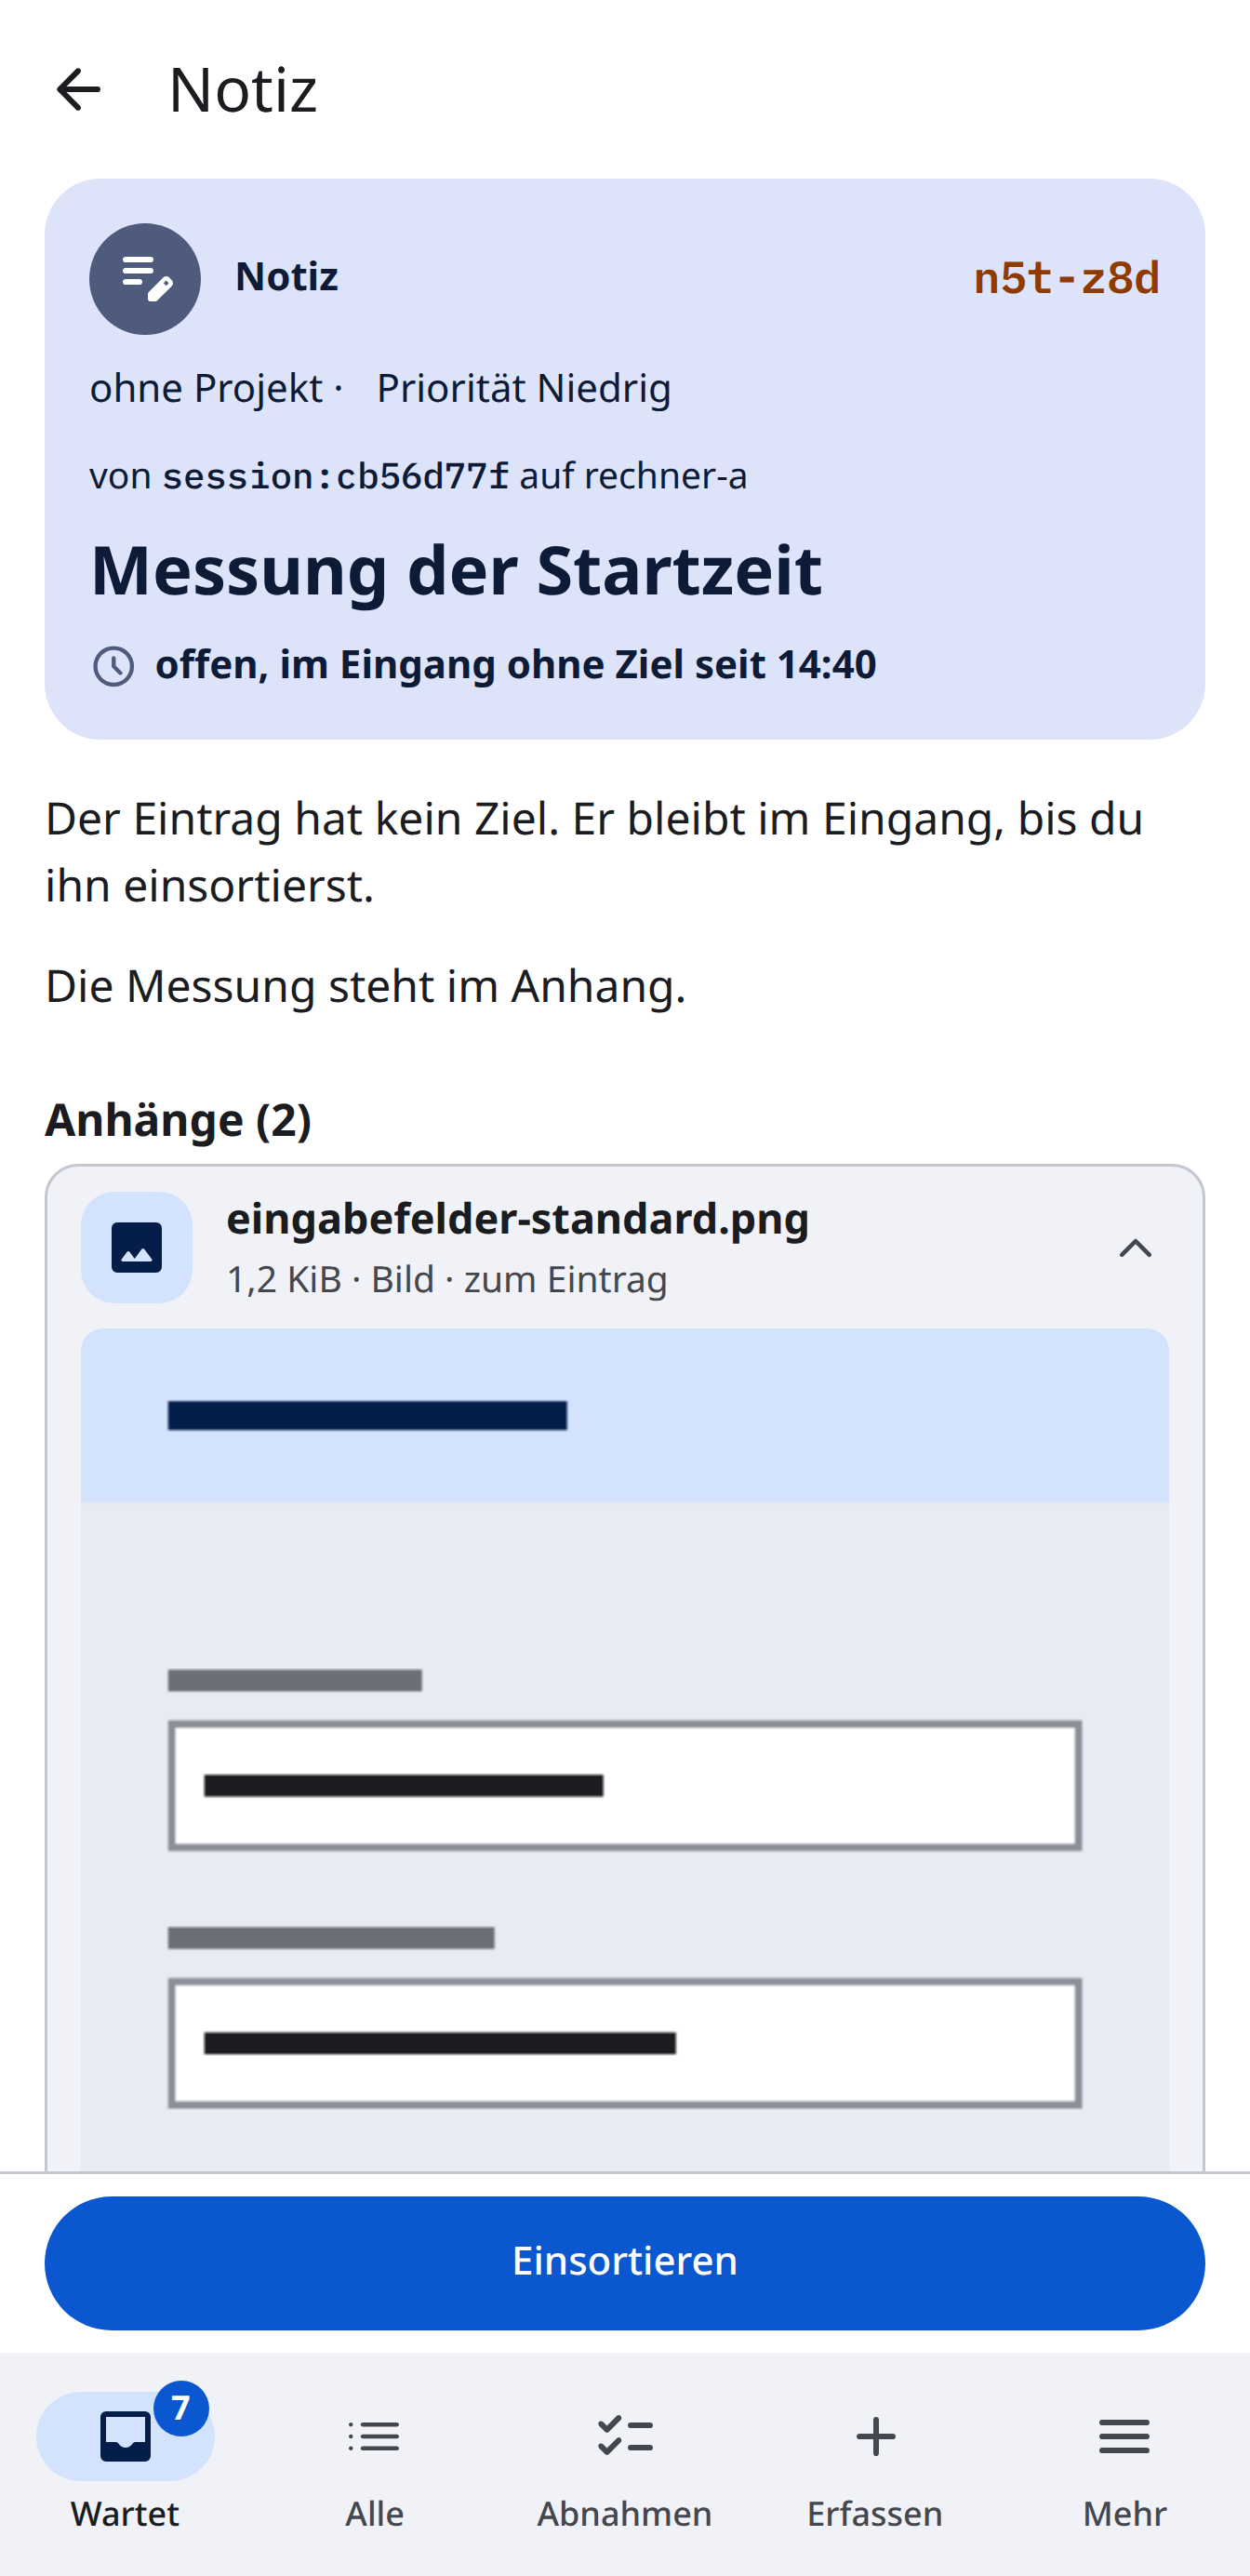 Notiz
Notiz
n5t-z8d
ohne Projekt · Priorität Niedrig
von session:cb56d77f auf rechner-a
Messung der Startzeit
offen, im Eingang ohne Ziel seit 14:40
Der Eintrag hat kein Ziel. Er bleibt im Eingang, bis du
ihn einsortierst.
Die Messung steht im Anhang.
Anhänge (2)
eingabefelder-standard.png
1,2 KiB · Bild · zum Eintrag
Einsortieren
7
Wartet
Alle
Abnahmen
Erfassen
Mehr